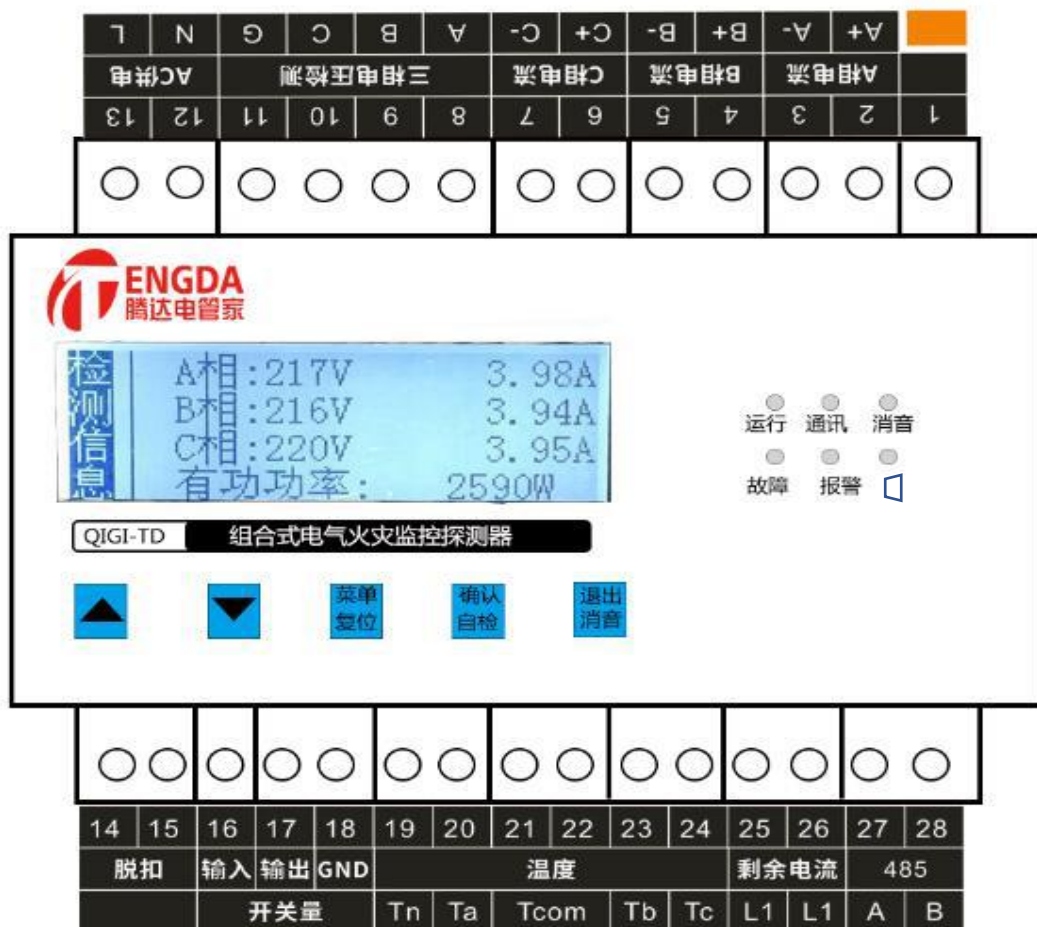 1 2 3 4 5 6 7 8 9 10 11 12 13
A相电流 B相电流 C相电流 三相电压检测 AC供电
A+ A- B+ B- C+ C- A B C G N L
TENGDA
腾达电管家
检测信息
A相:217V 3.98A
B相:216V 3.94A
C相:220V 3.95A
有功功率: 2590W
运行 通讯 消音
故障 报警
QIGI-TD 组合式电气火灾监控探测器
菜单 确认 退出
复位 自检 消音
14 15 16 17 18 19 20 21 22 23 24 25 26 27 28
脱扣 输入 输出 GND 温度 剩余电流 485
开关量 Tn Ta Tcom Tb Tc L1 L1 A B